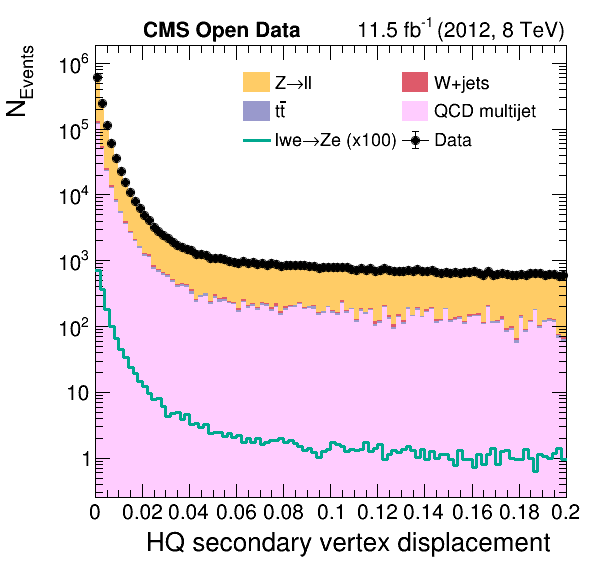 CMS Open Data 11.5 fb⁻¹ (2012, 8 TeV)
N_Events
10⁶
10⁵
10⁴
10³
10²
10
1
Z→ll W+jets
tt̄ QCD multijet
lwe→Ze (x100) Data
0 0.02 0.04 0.06 0.08 0.1 0.12 0.14 0.16 0.18 0.2
HQ secondary vertex displacement